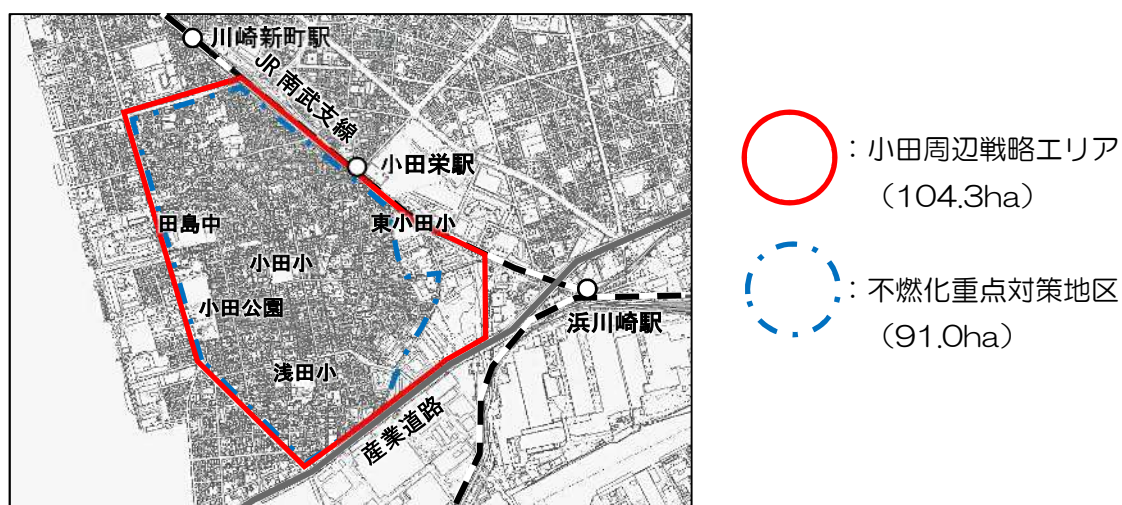 川崎新町駅
JR南武支線
小田栄駅
東小田小
田島中
小田小
小田公園
浅田小
浜川崎駅
産業道路
：小田周辺戦略エリア
（104.3ha）
：不燃化重点対策地区
（91.0ha）